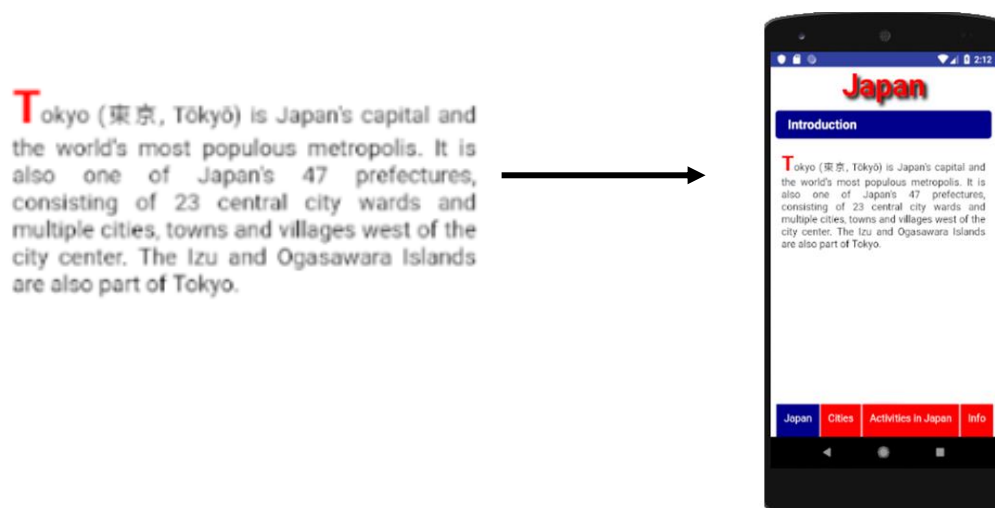 Tokyo (東京, Tōkyō) is Japan's capital and
the world's most populous metropolis. It is
also one of Japan's 47 prefectures,
consisting of 23 central city wards and
multiple cities, towns and villages west of the
city center. The Izu and Ogasawara Islands
are also part of Tokyo.
2:12
Japan
Introduction
Tokyo (東京, Tōkyō) is Japan's capital and
the world's most populous metropolis. It is
also one of Japan's 47 prefectures,
consisting of 23 central city wards and
multiple cities, towns and villages west of the
city center. The Izu and Ogasawara Islands
are also part of Tokyo.
Japan Cities Activities in Japan Info